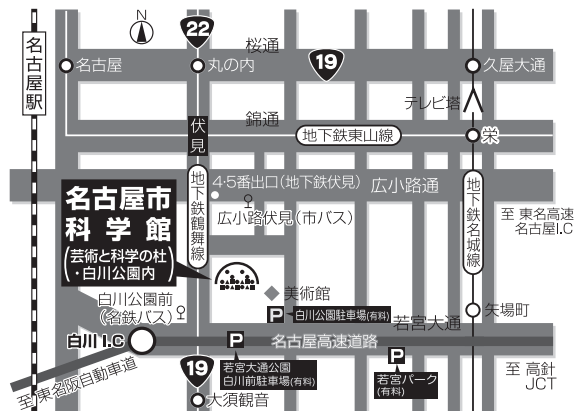 N
22
桜通
名古屋駅
名古屋
丸の内
19
久屋大通
テレビ塔
錦通
伏見
地下鉄東山線
栄
4・5番出口(地下鉄伏見)
広小路通
名古屋市
科学館
(芸術と科学の杜
・白川公園内)
地下鉄鶴舞線
広小路伏見(市バス)
地下鉄名城線
至 東名高速
名古屋I.C
美術館
白川公園前
(名鉄バス)
P
白川公園駐車場(有料)
若宮大通
矢場町
白川I.C
P
名古屋高速道路
P
若宮大通公園
白川前駐車場(有料)
若宮パーク
(有料)
至 高針
JCT
至 東名阪自動車道
19
大須観音